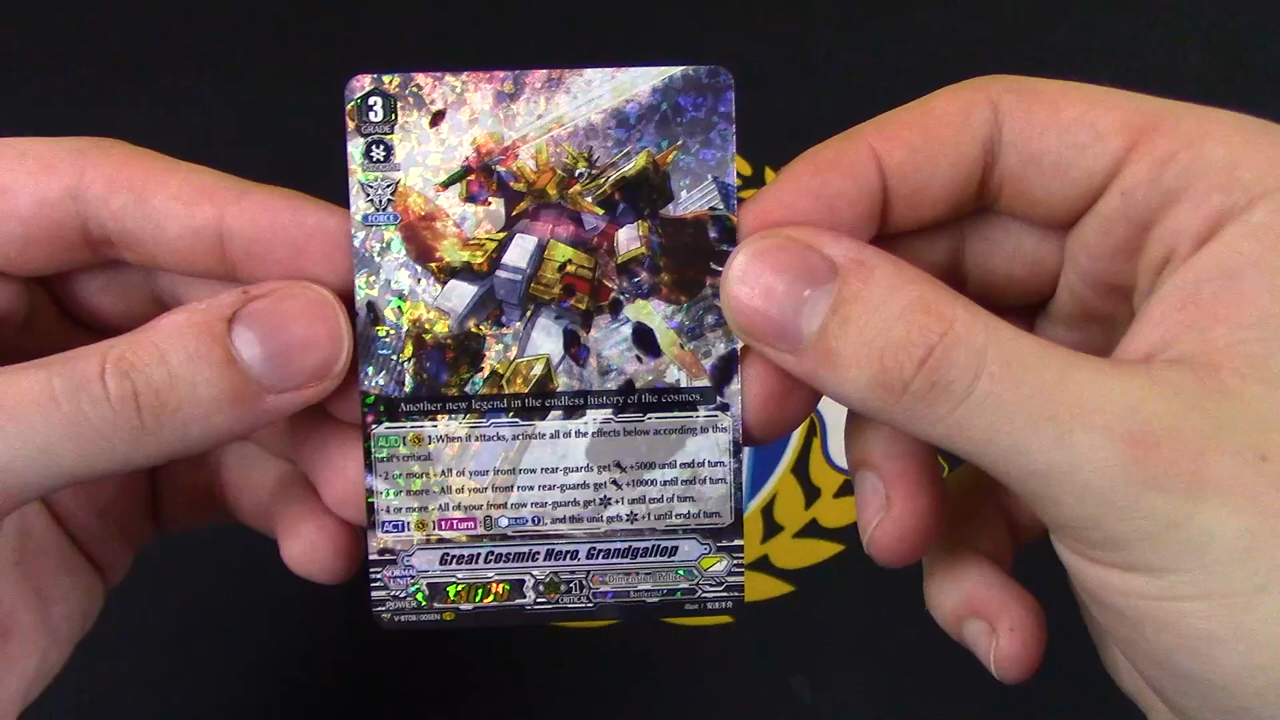 3
GRADE
FORCE
Another new legend in the endless history of the cosmos.
AUTO [ ]:When it attacks, activate all of the effects below according to this
unit's critical.
•2 or more - All of your front row rear-guards get +5000 until end of turn.
•3 or more - All of your front row rear-guards get +10000 until end of turn.
•4 or more - All of your front row rear-guards get +1 until end of turn.
ACT [ ] 1/Turn : [ BLAST 1], and this unit gets +1 until end of turn.
Great Cosmic Hero, Grandgallop
NORMAL
UNIT
POWER 13000
1
CRITICAL
Dimension Police
Battleroid
V-BT08/005EN
illust /